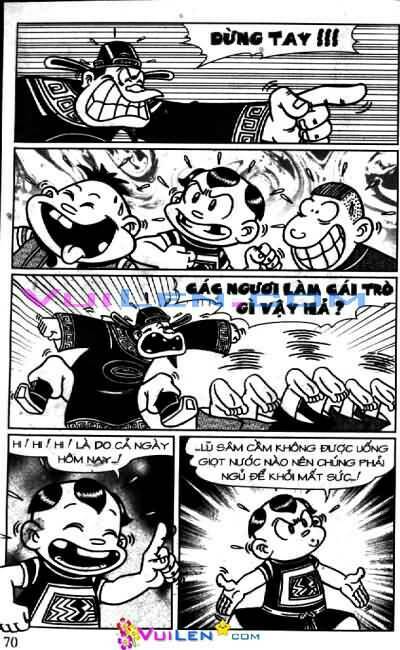 DỪNG TAY !!!
CÁC NGƯƠI LÀM CÁI TRÒ
GÌ VẬY HẢ ?
VUILEN.COM
HI ! HI ! HI ! LÀ DO CẢ NGÀY
HÔM NAY...!
...LŨ SÂM CẦM KHÔNG ĐƯỢC UỐNG
GIỌT NƯỚC NÀO NÊN CHÚNG PHẢI
NGỦ ĐỂ KHỎI MẤT SỨC...!
70
VUILEN.COM